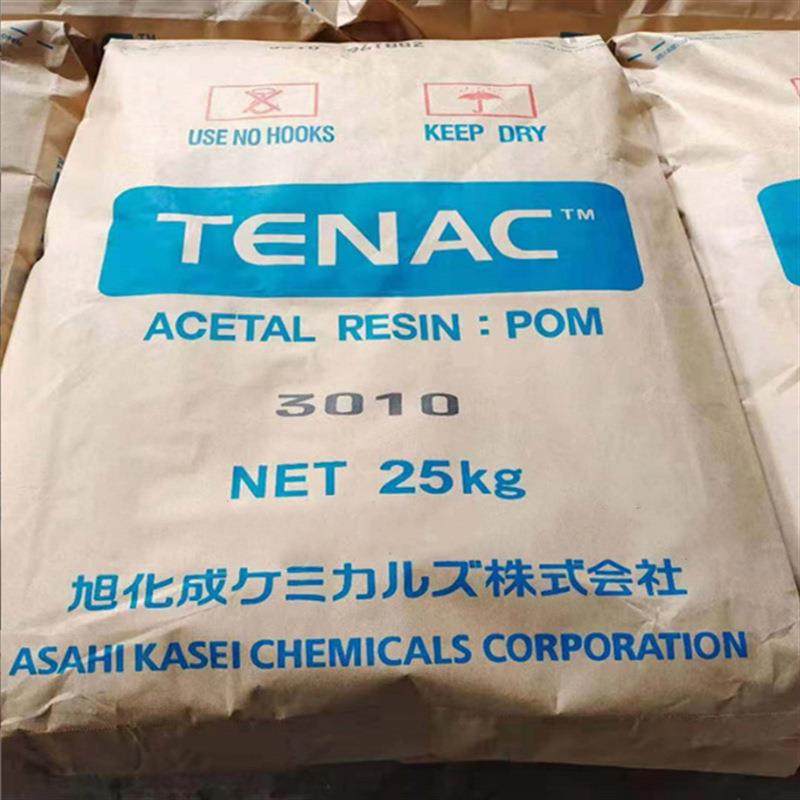 USE NO HOOKS
KEEP DRY
TENAC™
ACETAL RESIN : POM
3010
NET 25kg
旭化成ケミカルズ株式会社
ASAHI KASEI CHEMICALS CORPORATION